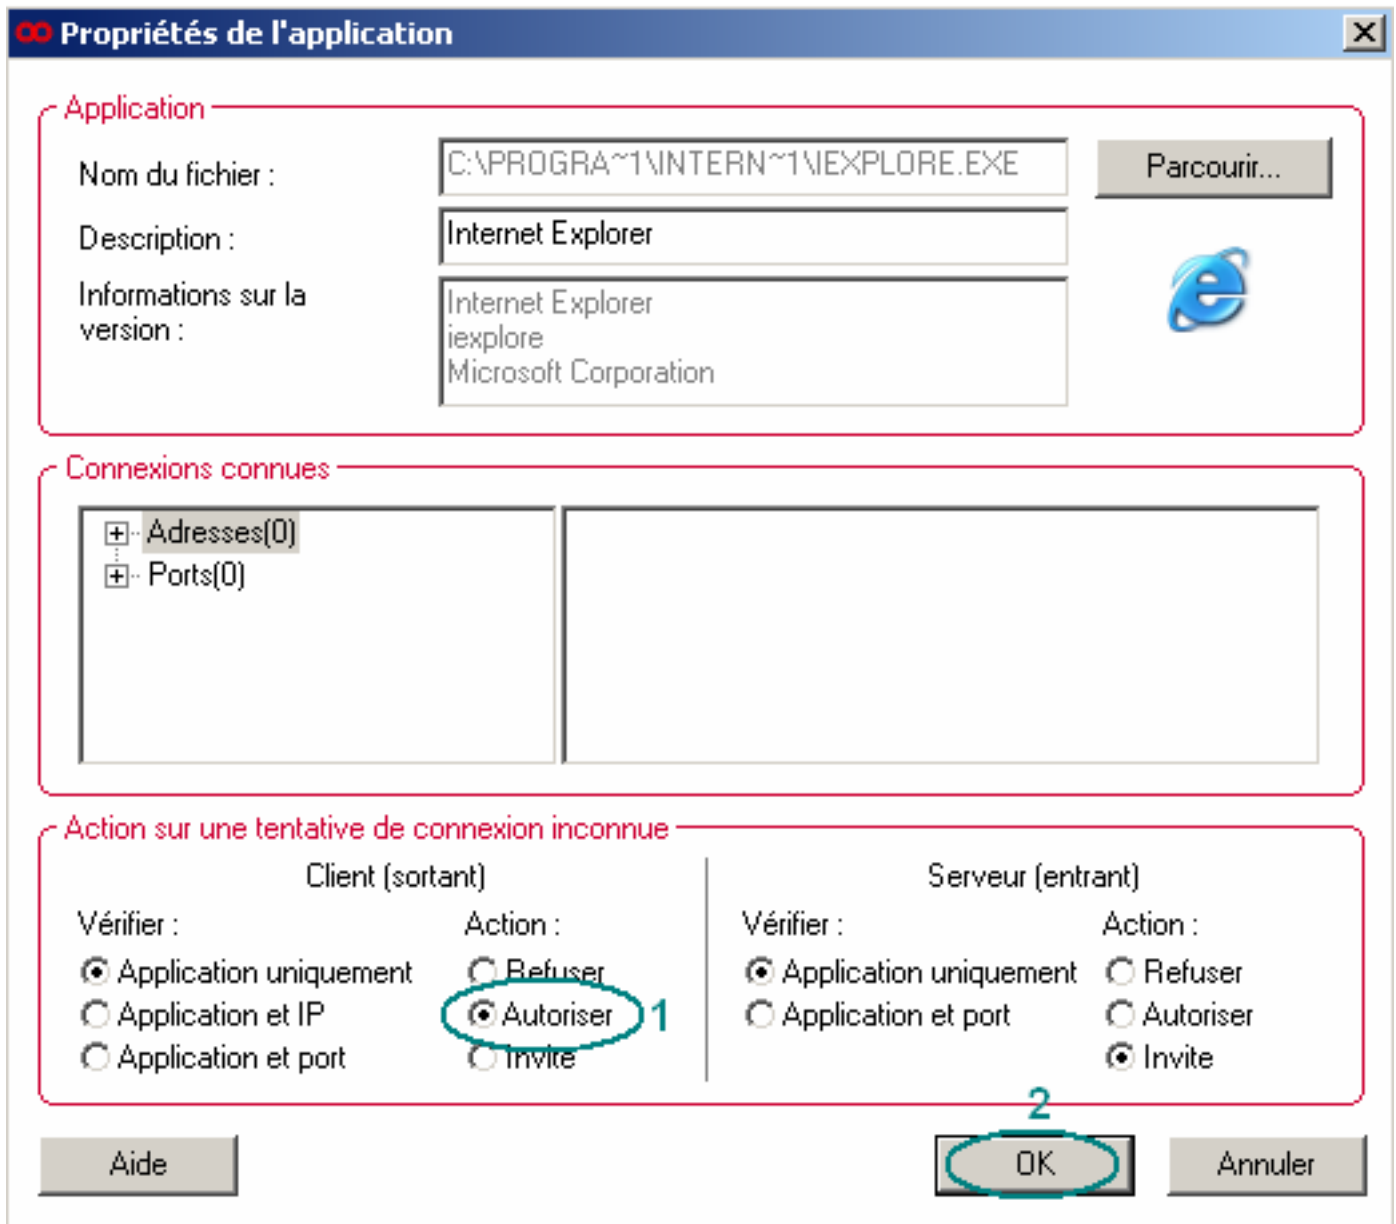 Propriétés de l'application
Application
Nom du fichier :
C:\PROGRA~1\INTERN~1\IEXPLORE.EXE
Parcourir...
Description :
Internet Explorer
Informations sur la
version :
Internet Explorer
iexplore
Microsoft Corporation
Connexions connues
Adresses(0)
Ports(0)
Action sur une tentative de connexion inconnue
Client (sortant)
Vérifier :
Action :
Application uniquement
Refuser
Application et IP
Autoriser
1
Application et port
Invite
Serveur (entrant)
Vérifier :
Action :
Application uniquement
Refuser
Application et port
Autoriser
Invite
2
Aide
OK
Annuler